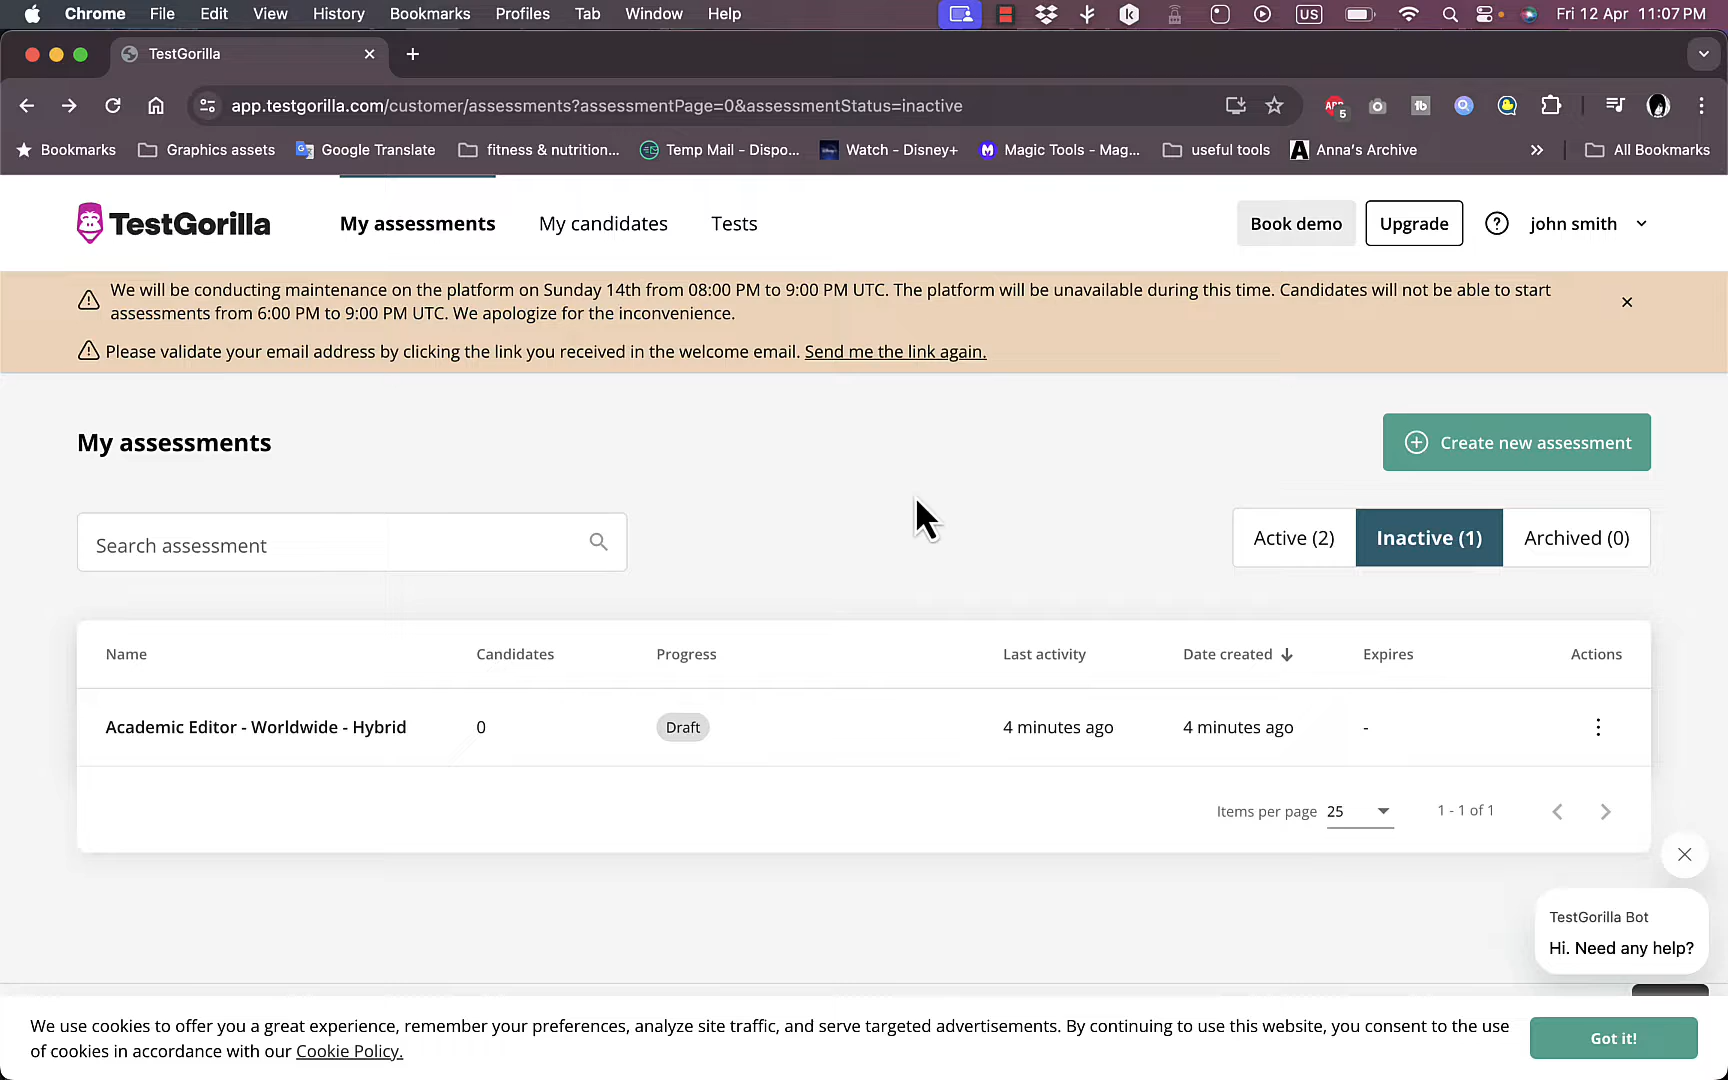 Chrome File Edit View History Bookmarks Profiles Tab Window Help US Fri 12 Apr 11:07 PM
TestGorilla
app.testgorilla.com/customer/assessments?assessmentPage=0&assessmentStatus=inactive
ABP 5 tb
Bookmarks Graphics assets Google Translate fitness & nutrition... Temp Mail - Dispo... Watch - Disney+ Magic Tools - Mag... useful tools Anna's Archive All Bookmarks
TestGorilla My assessments My candidates Tests Book demo Upgrade john smith
We will be conducting maintenance on the platform on Sunday 14th from 08:00 PM to 9:00 PM UTC. The platform will be unavailable during this time. Candidates will not be able to start
assessments from 6:00 PM to 9:00 PM UTC. We apologize for the inconvenience.
Please validate your email address by clicking the link you received in the welcome email. Send me the link again.
My assessments
Create new assessment
Search assessment
Active (2) Inactive (1) Archived (0)
Name Candidates Progress Last activity Date created Expires Actions
Academic Editor - Worldwide - Hybrid 0 Draft 4 minutes ago 4 minutes ago -
Items per page 25 1 - 1 of 1
TestGorilla Bot
Hi. Need any help?
We use cookies to offer you a great experience, remember your preferences, analyze site traffic, and serve targeted advertisements. By continuing to use this website, you consent to the use
of cookies in accordance with our Cookie Policy.
Got it!